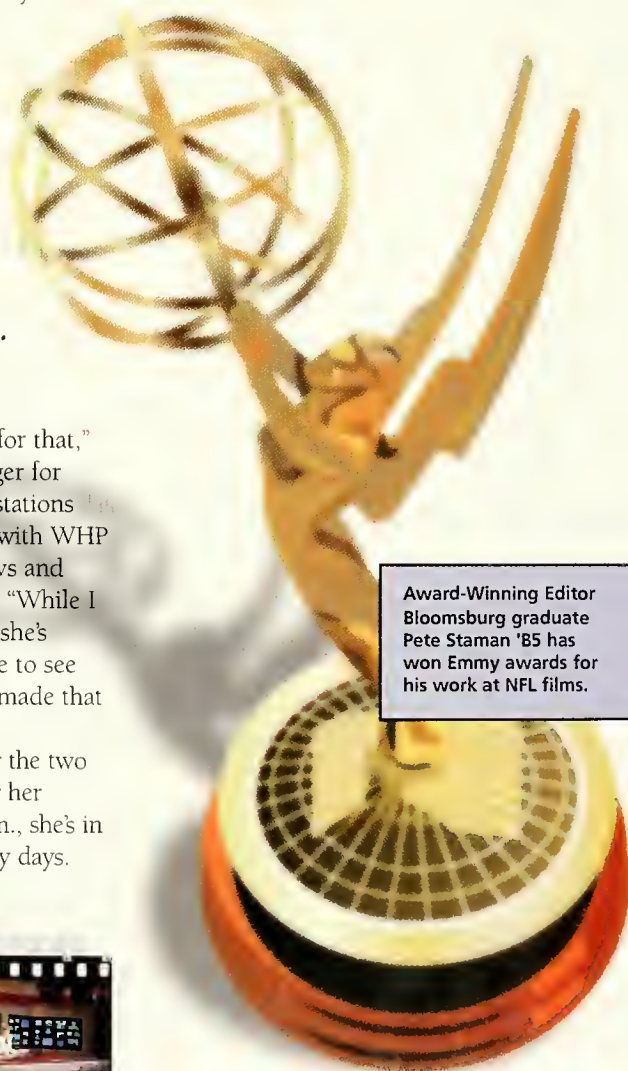 for that,"
ger for
stations
with WHP
ws and
"While I
she's
e to see
made that
r the two
her
n., she's in
y days.
Award-Winning Editor
Bloomsburg graduate
Pete Staman '85 has
won Emmy awards for
his work at NFL films.